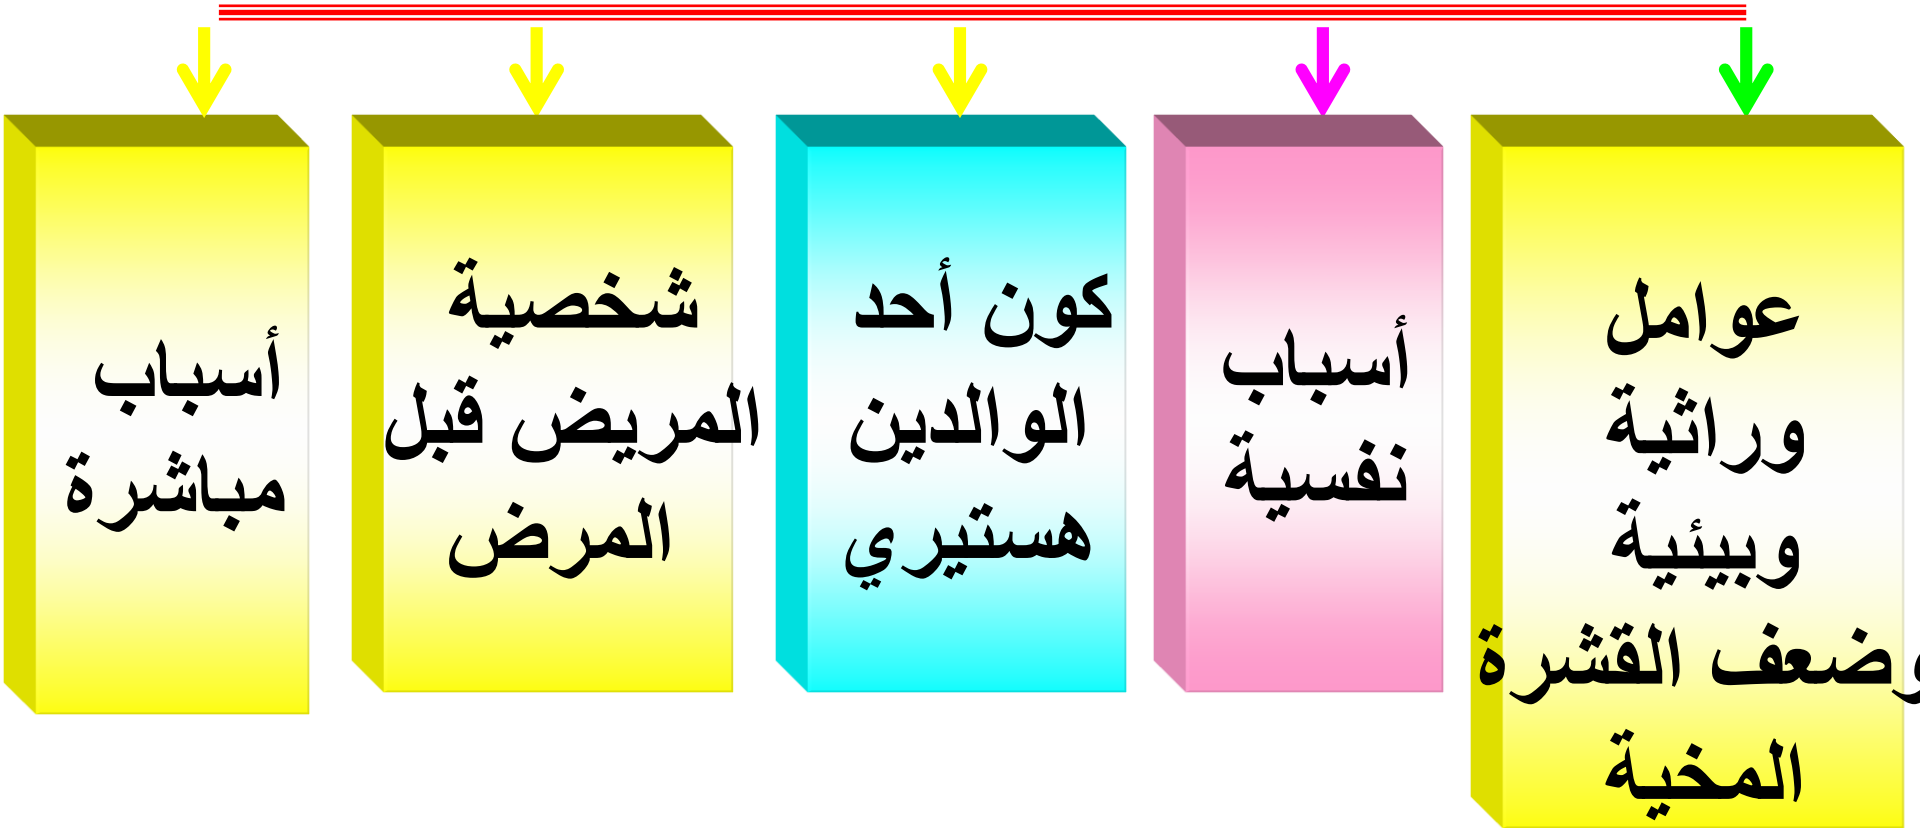 عوامل
وراثية
وبيئية
وضعف القشرة
المخية
أسباب
نفسية
كون أحد
الوالدين
هستيري
شخصية
المريض قبل
المرض
أسباب
مباشرة